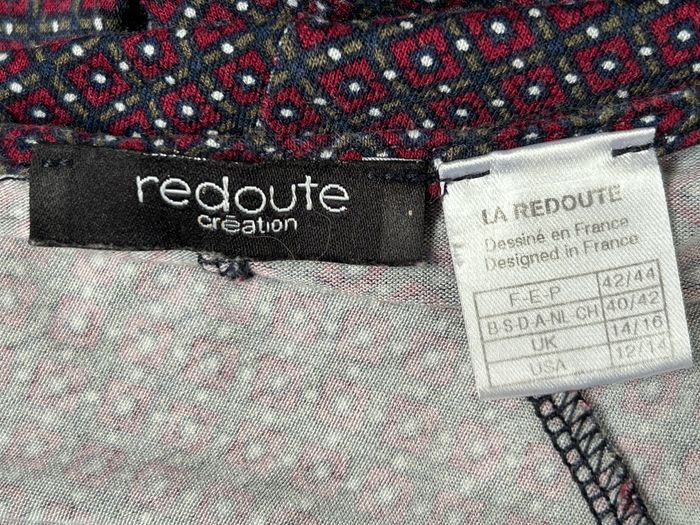 redoute
création
LA REDOUTE
Dessiné en France
Designed in France
F-E-P 42/44
B-S-D-A-NL-CH 40/42
UK 14/16
USA 12/14